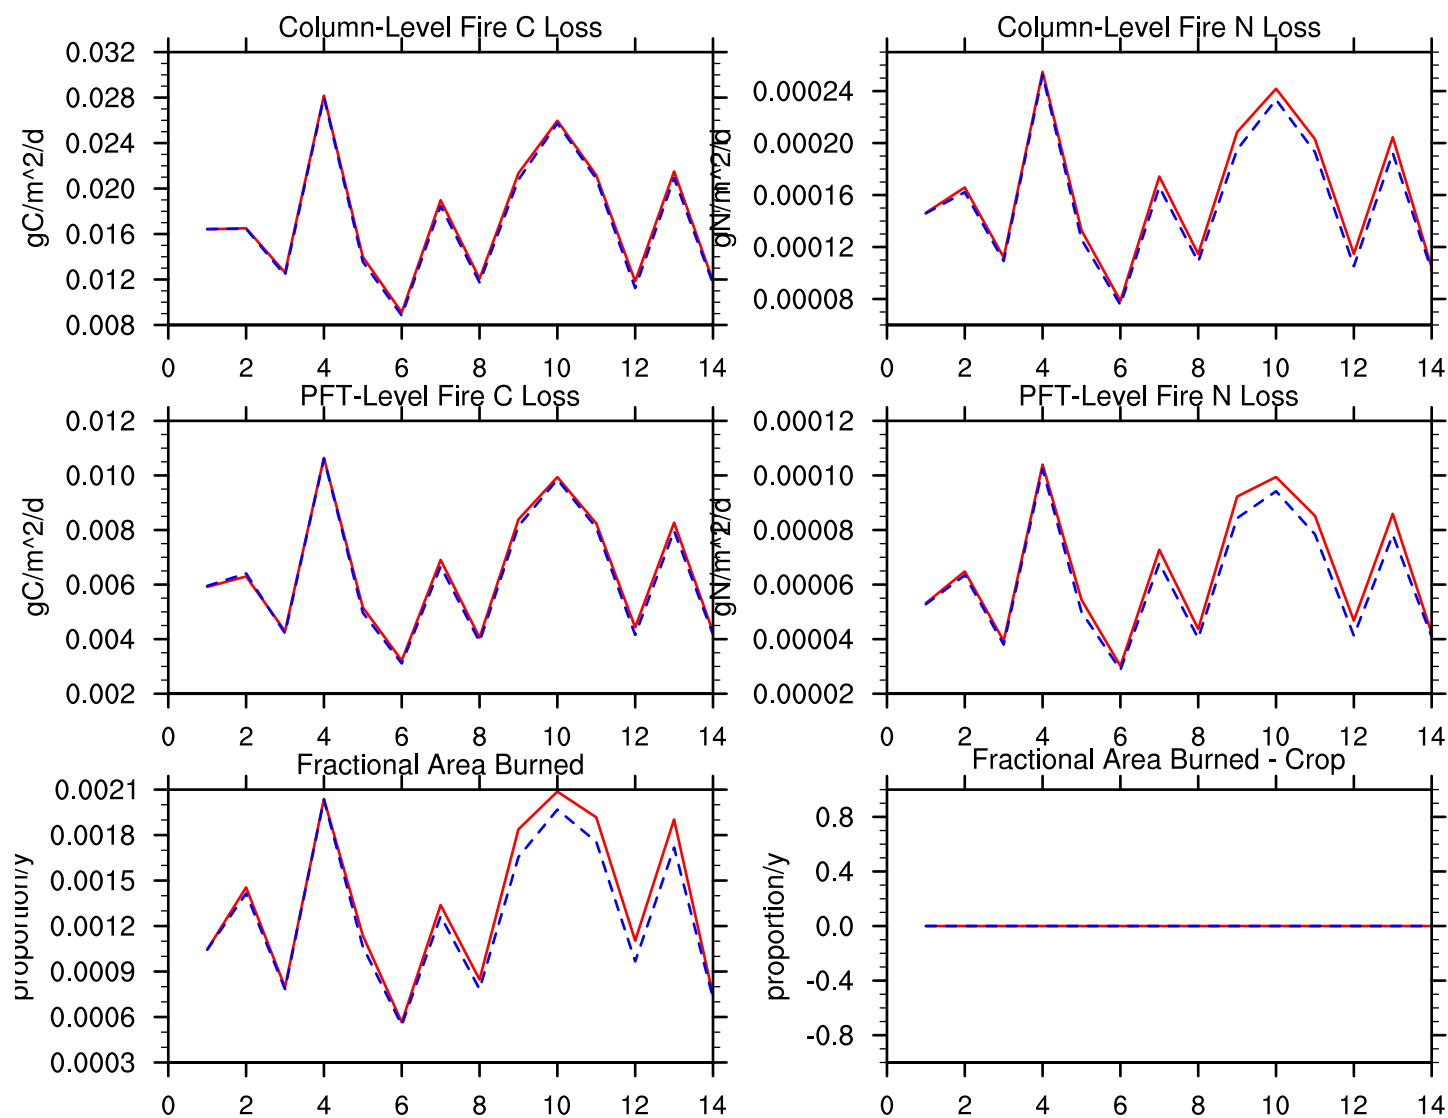 Column-Level Fire C Loss
gC/m^2/d
0.032
0.028
0.024
0.020
0.016
0.012
0.008
0 2 4 6 8 10 12 14
Column-Level Fire N Loss
gN/m^2/d
0.00024
0.00020
0.00016
0.00012
0.00008
0 2 4 6 8 10 12 14
PFT-Level Fire C Loss
gC/m^2/d
0.012
0.010
0.008
0.006
0.004
0.002
0 2 4 6 8 10 12 14
PFT-Level Fire N Loss
gN/m^2/d
0.00012
0.00010
0.00008
0.00006
0.00004
0.00002
0 2 4 6 8 10 12 14
Fractional Area Burned
proportion/y
0.0021
0.0018
0.0015
0.0012
0.0009
0.0006
0.0003
0 2 4 6 8 10 12 14
Fractional Area Burned - Crop
proportion/y
0.8
0.4
0.0
-0.4
-0.8
0 2 4 6 8 10 12 14